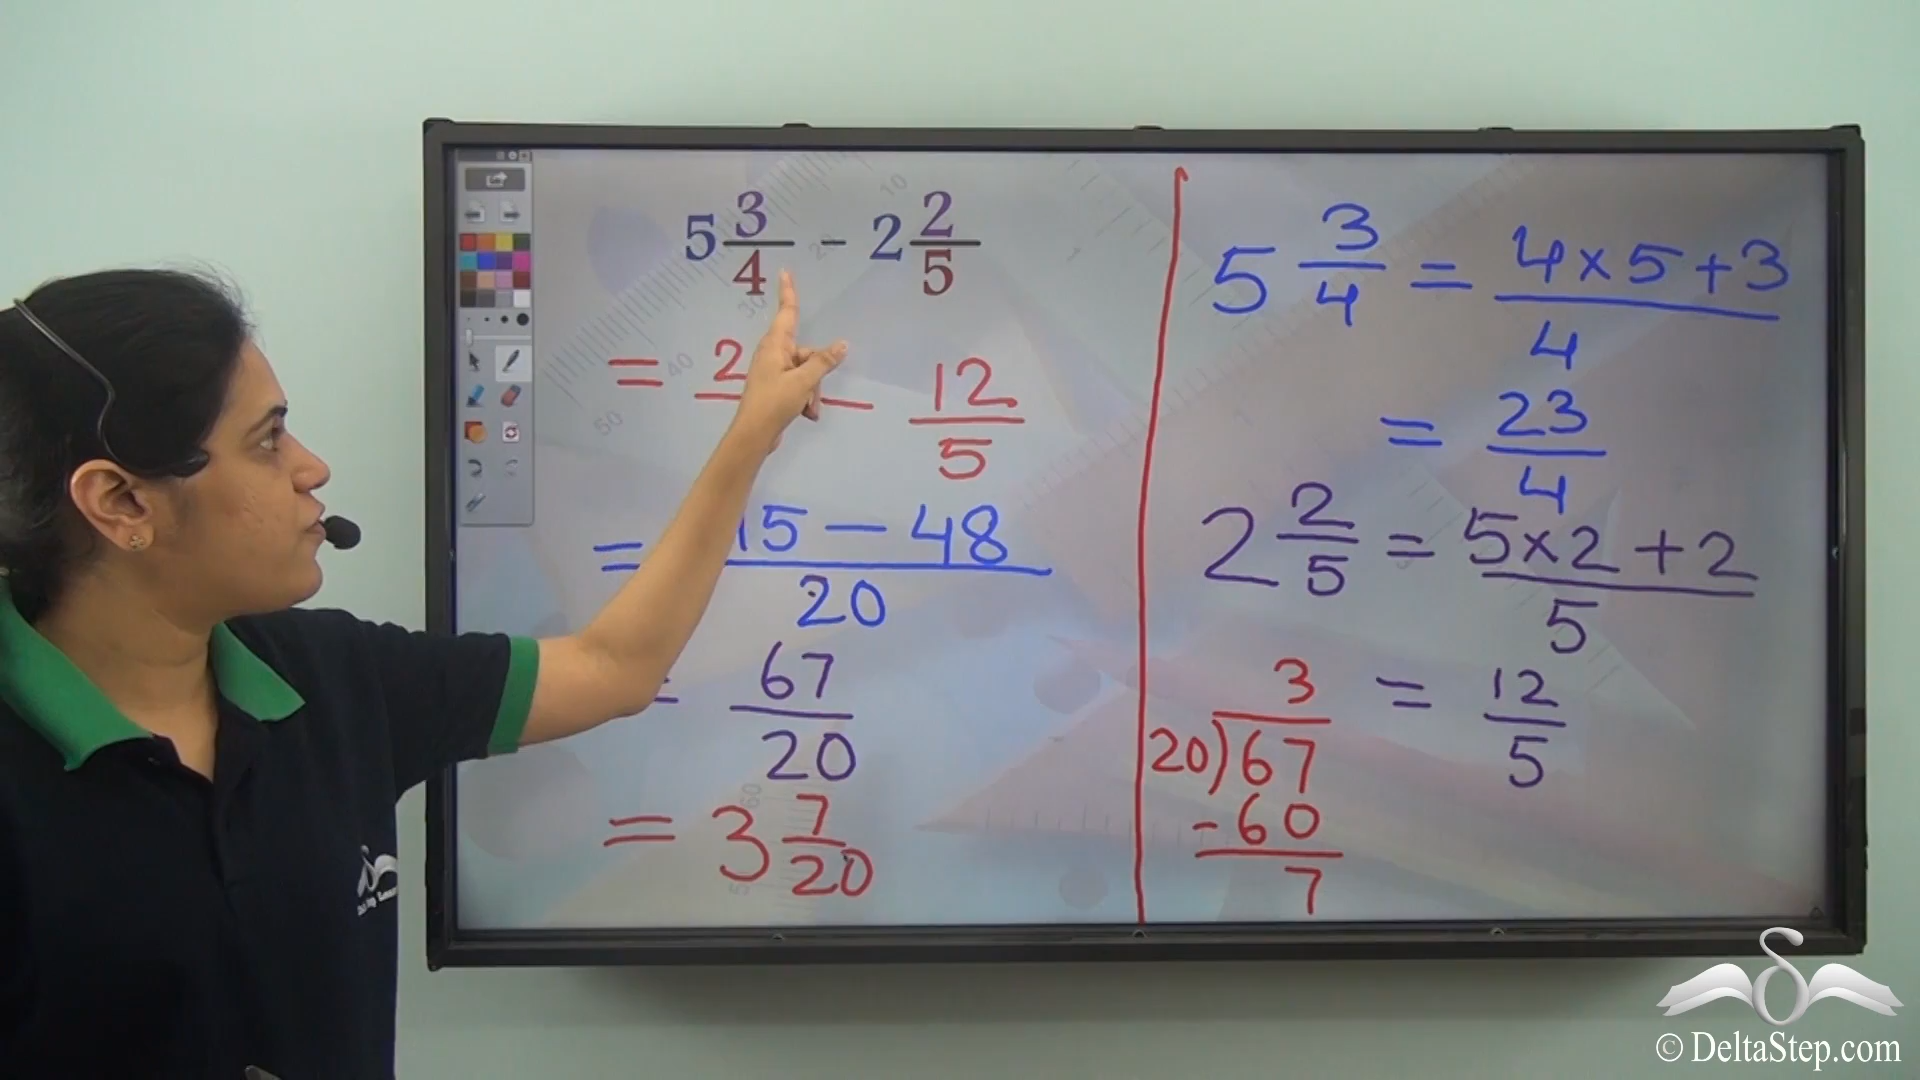 5 3/4 - 2 2/5
= 2 - 12/5
= 15 - 48 / 20
= 67/20
= 3 7/20
5 3/4 = 4 x 5 + 3 / 4
= 23/4
2 2/5 = 5 x 2 + 2 / 5
= 12/5
3
20)67
- 60
7
© DeltaStep.com